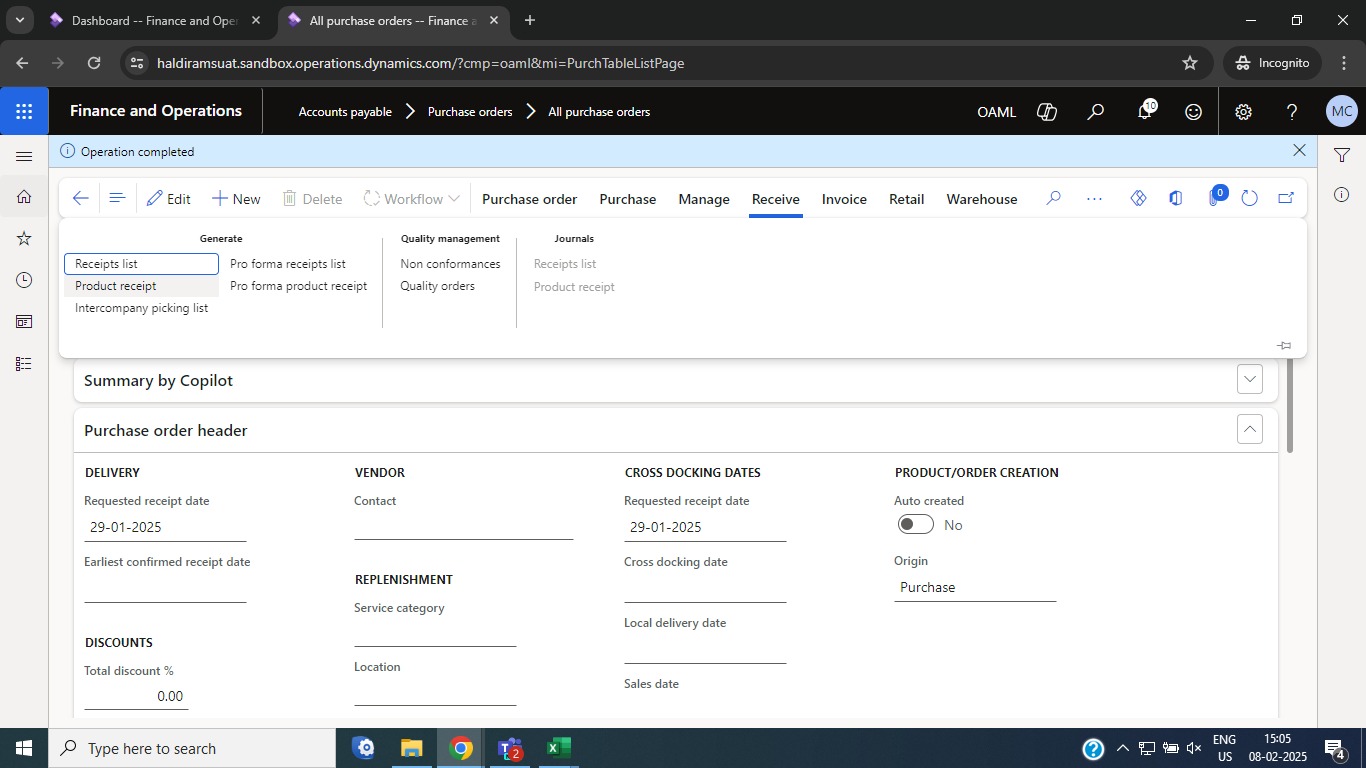 Dashboard -- Finance and Ope
All purchase orders -- Finance a
haldiramsuat.sandbox.operations.dynamics.com/?cmp=oaml&mi=PurchTableListPage
Incognito
Finance and Operations
Accounts payable
Purchase orders
All purchase orders
OAML
10
MC
Operation completed
Edit
New
Delete
Workflow
Purchase order
Purchase
Manage
Receive
Invoice
Retail
Warehouse
0
Generate
Quality management
Journals
Receipts list
Pro forma receipts list
Non conformances
Receipts list
Product receipt
Pro forma product receipt
Quality orders
Product receipt
Intercompany picking list
Summary by Copilot
Purchase order header
DELIVERY
VENDOR
CROSS DOCKING DATES
PRODUCT/ORDER CREATION
Requested receipt date
Contact
Requested receipt date
Auto created
29-01-2025
29-01-2025
No
Earliest confirmed receipt date
Cross docking date
Origin
REPLENISHMENT
Purchase
Service category
Local delivery date
DISCOUNTS
Total discount %
Location
Sales date
0.00
Type here to search
2
ENG
US
15:05
08-02-2025
4